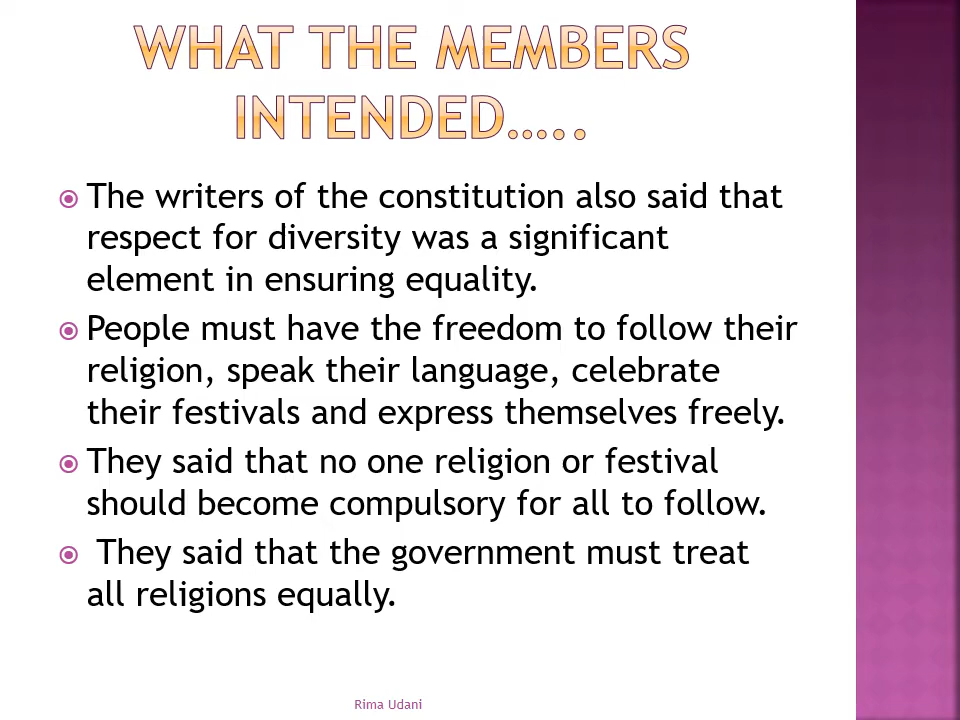 WHAT THE MEMBERS
INTENDED…..
The writers of the constitution also said that
respect for diversity was a significant
element in ensuring equality.
People must have the freedom to follow their
religion, speak their language, celebrate
their festivals and express themselves freely.
They said that no one religion or festival
should become compulsory for all to follow.
They said that the government must treat
all religions equally.
Rima Udani